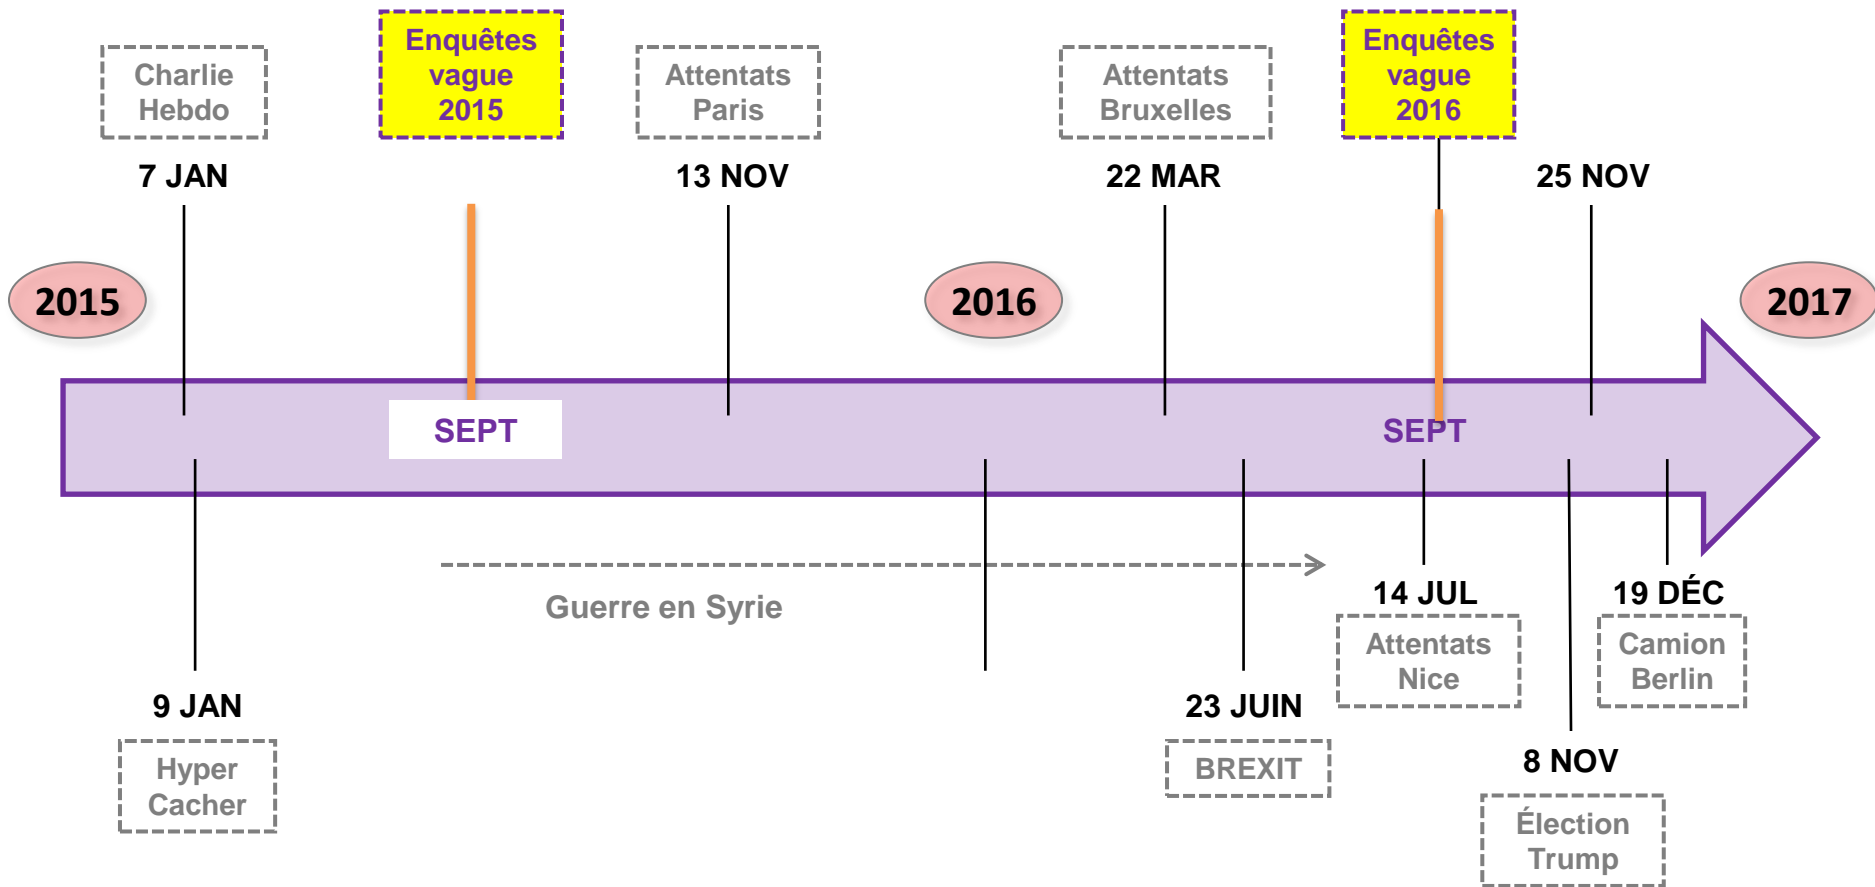 Charlie
Hebdo
7 JAN
Enquêtes
vague
2015
Attentats
Paris
13 NOV
Attentats
Bruxelles
22 MAR
Enquêtes
vague
2016
25 NOV
2015
2016
2017
SEPT
SEPT
Guerre en Syrie
9 JAN
Hyper
Cacher
23 JUIN
BREXIT
14 JUL
Attentats
Nice
8 NOV
Élection
Trump
19 DÉC
Camion
Berlin